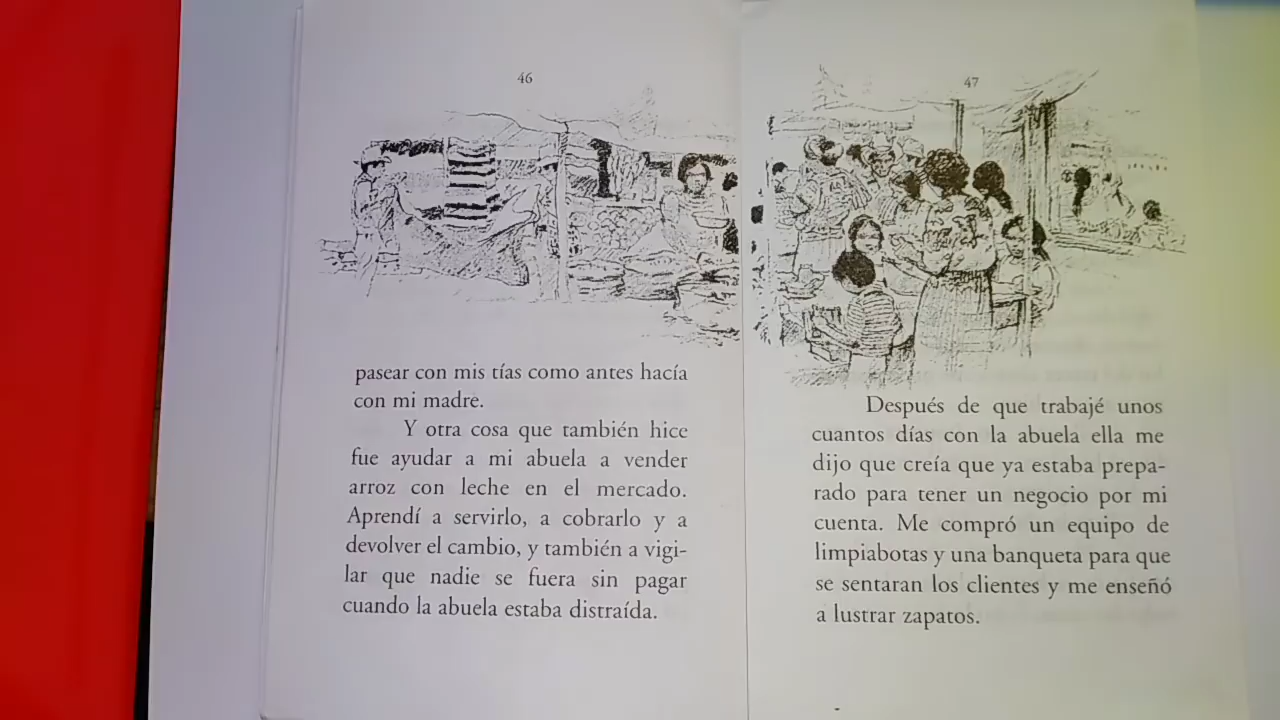 46
pasear con mis tías como antes hacía
con mi madre.
Y otra cosa que también hice
fue ayudar a mi abuela a vender
arroz con leche en el mercado.
Aprendí a servirlo, a cobrarlo y a
devolver el cambio, y también a vigi-
lar que nadie se fuera sin pagar
cuando la abuela estaba distraída.
47
Después de que trabajé unos
cuantos días con la abuela ella me
dijo que creía que ya estaba prepa-
rado para tener un negocio por mi
cuenta. Me compró un equipo de
limpiabotas y una banqueta para que
se sentaran los clientes y me enseñó
a lustrar zapatos.